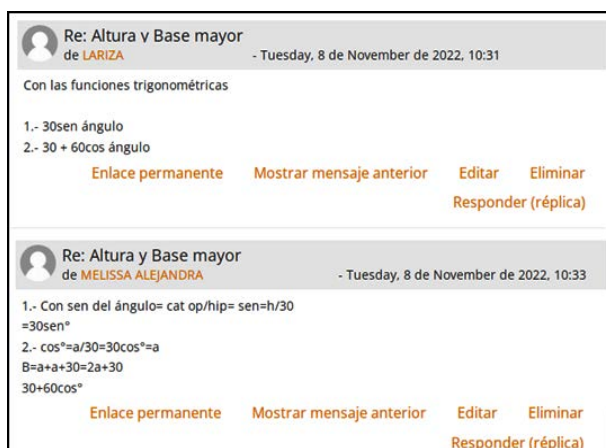 Re: Altura y Base mayor
de LARIZA - Tuesday, 8 de November de 2022, 10:31
Con las funciones trigonométricas
1.- 30sen ángulo
2.- 30 + 60cos ángulo
Enlace permanente Mostrar mensaje anterior Editar Eliminar
Responder (réplica)
Re: Altura y Base mayor
de MELISSA ALEJANDRA - Tuesday, 8 de November de 2022, 10:33
1.- Con sen del ángulo= cat op/hip= sen=h/30
=30sen°
2.- cos°=a/30=30cos°=a
B=a+a+30=2a+30
30+60cos°
Enlace permanente Mostrar mensaje anterior Editar Eliminar
Responder (réplica)